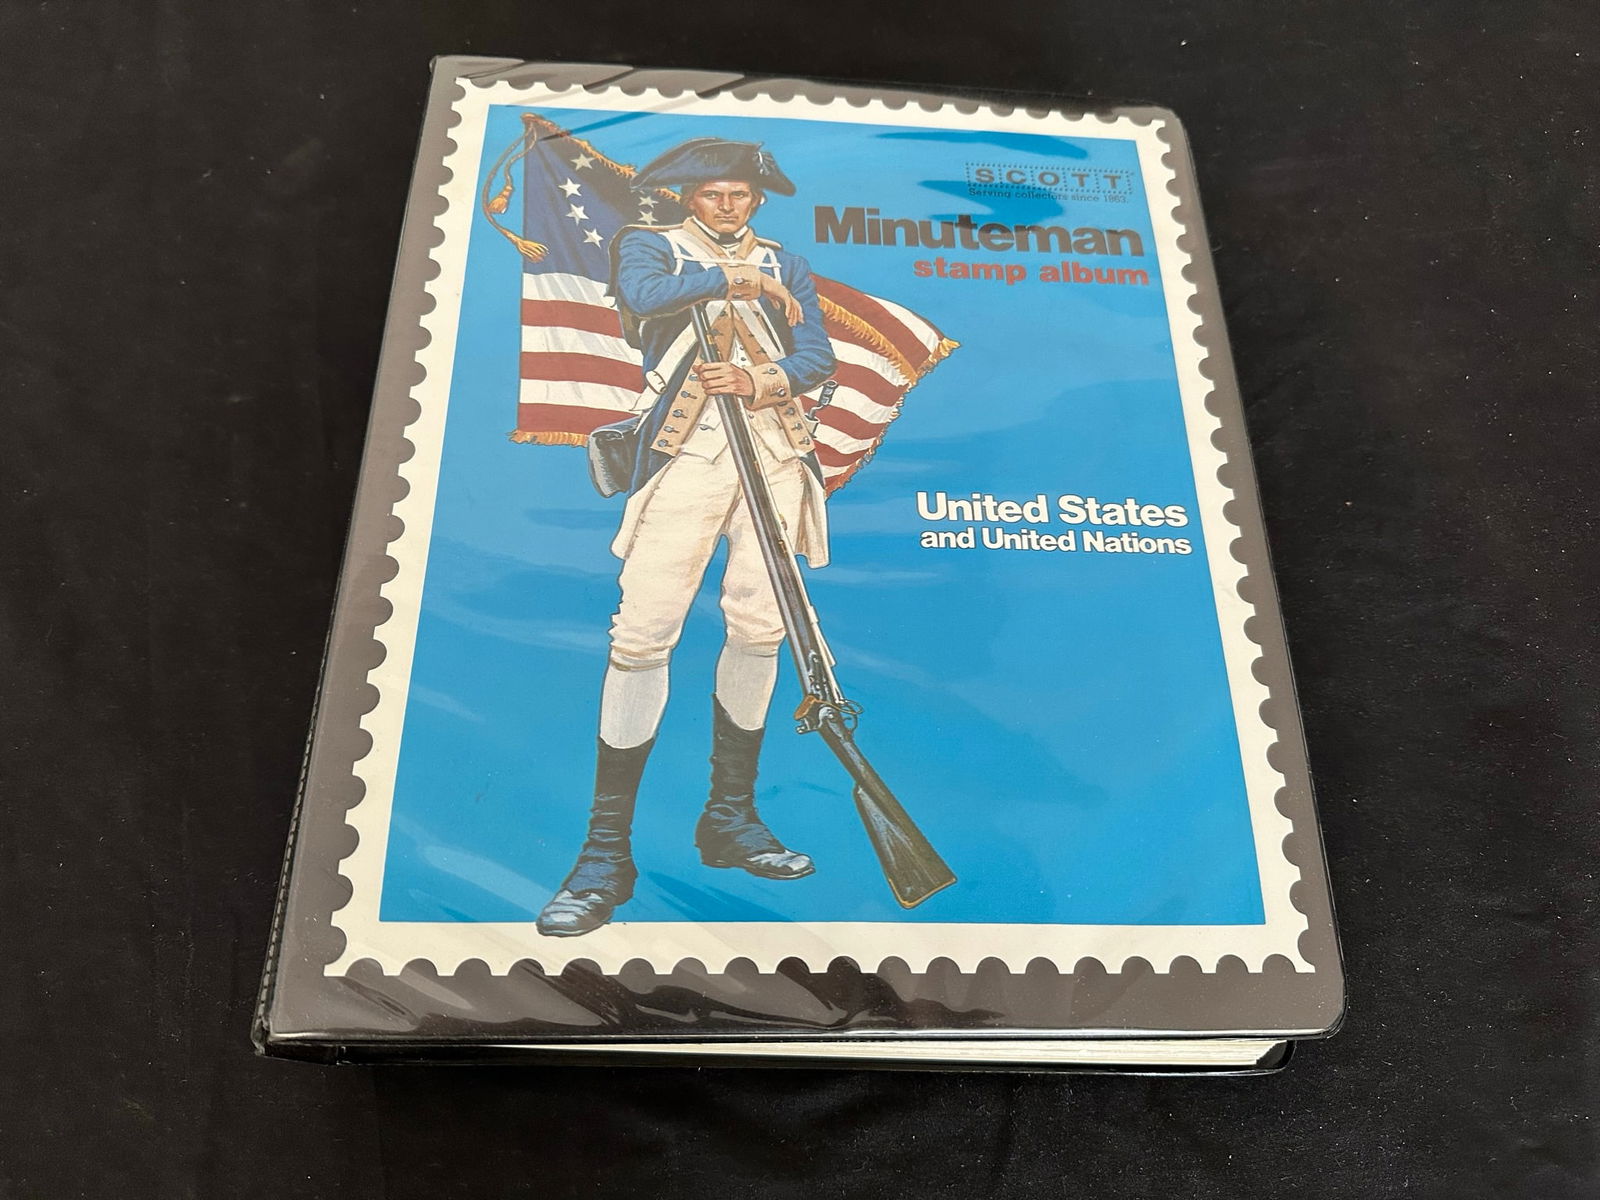 SCOTT
Serving collectors since 1863.
Minuteman
stamp album
United States
and United Nations